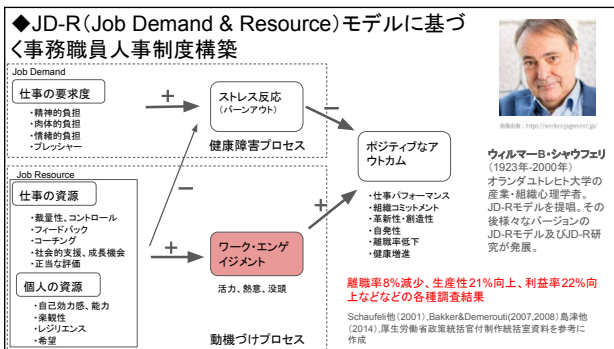 ◆JD-R(Job Demand & Resource)モデルに基づ
く事務職員人事制度構築
Job Demand
仕事の要求度
・精神的負担
・肉体的負担
・情緒的負担
・プレッシャー
+
ストレス反応
（バーンアウト）
健康障害プロセス
−
ポジティブなア
ウトカム
・仕事パフォーマンス
・組織コミットメント
・革新性・創造性
・自発性
・離職率低下
・健康増進
Job Resource
仕事の資源
・裁量性、コントロール
・フィードバック
・コーチング
・社会的支援、成長機会
・正当な評価
個人の資源
・自己効力感、能力
・楽観性
・レジリエンス
・希望
−
+
ワーク・エンゲ
イジメント
活力、熱意、没頭
動機づけプロセス
+
画像出典：https://workengagement.jp/
ウィルマーB・シャウフェリ
（1923年-2000年）
オランダユトレヒト大学の
産業・組織心理学者。
JD-Rモデルを提唱。その
後様々なバージョンの
JD-Rモデル及びJD-R研
究が発展。
離職率8%減少、生産性21%向上、利益率22%向
上などなどの各種調査結果
Schaufeli他(2001),Bakker&Demerouti(2007,2008)島津他
(2014),厚生労働省政策統括官付制作統括室資料を参考に
作成